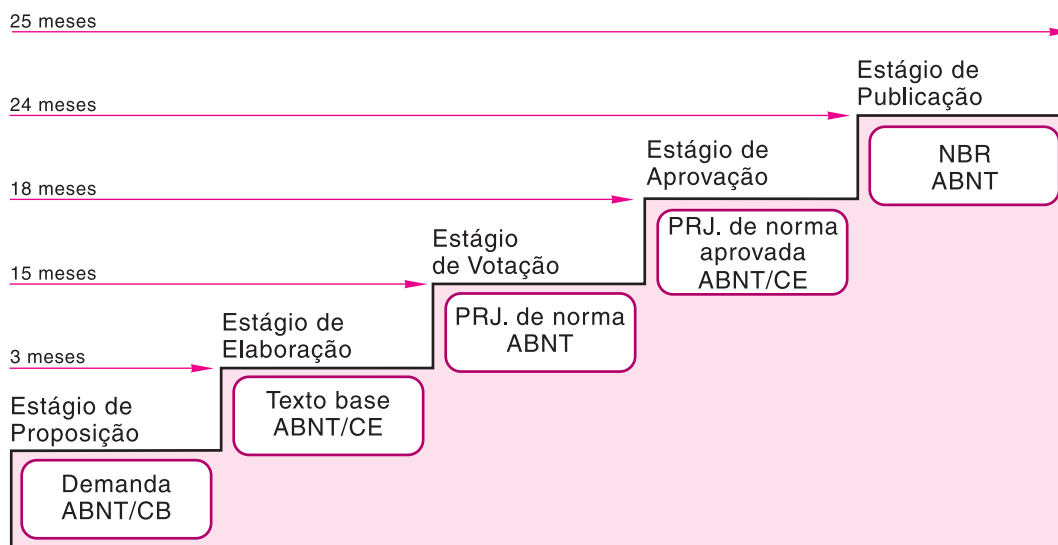 25 meses
Estágio de
Publicação
24 meses
NBR
ABNT
Estágio de
Aprovação
18 meses
PRJ. de norma
aprovada
ABNT/CE
Estágio
de Votação
15 meses
PRJ. de norma
ABNT
Estágio de
Elaboração
3 meses
Texto base
ABNT/CE
Estágio de
Proposição
Demanda
ABNT/CB